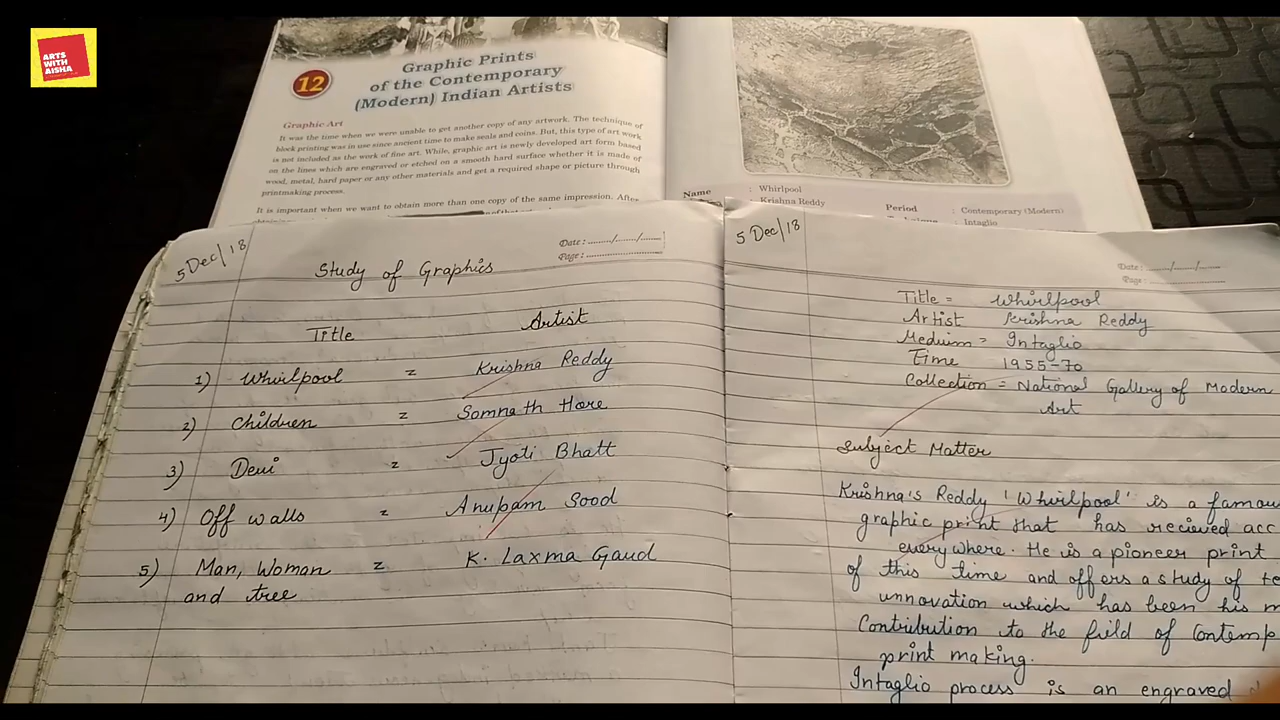 ARTS
WITH
AISHA
12
Graphic Prints
of the Contemporary
(Modern) Indian Artists
Graphic Art
It was the time when we were unable to get another copy of any artwork. The technique of
block printing was in use since ancient time to make seals and coins. But, this type of art work
is not included as the work of fine art. While, graphic art is newly developed art form based
on the lines which are engraved or etched on a smooth hard surface whether it is made of
wood, metal, hard paper or any other materials and get a required shape or picture through
printmaking process.
It is important when we want to obtain more than one copy of the same impression. After
Name : Whirlpool
Krishna Reddy
Period : Contemporary (Modern)
: Intaglio
5 Dec/18
Date : ......../......../........
Page : ..............................
Study of Graphics
Title Artist
1) Whirlpool = Krishna Reddy
2) Children = Somnath Hore
3) Devi = Jyoti Bhatt
4) Off walls = Anupam Sood
5) Man, Woman = K. Laxma Gaud
and tree
5 Dec/18
Date : ....../....../......
Page : ..............................
Title = Whirlpool
Artist Krishna Reddy
Medium = Intaglio
Time 1955-70
Collection = National Gallery of Modern
Art
Subject Matter
Krishna's Reddy 'Whirlpool' is a famou
graphic print that has recieved acc
everywhere. He is a pioneer print
of this time and offers a study of te
unnovation which has been his m
Contribution to the field of Contemp
print making.
Intaglio process is an engraved